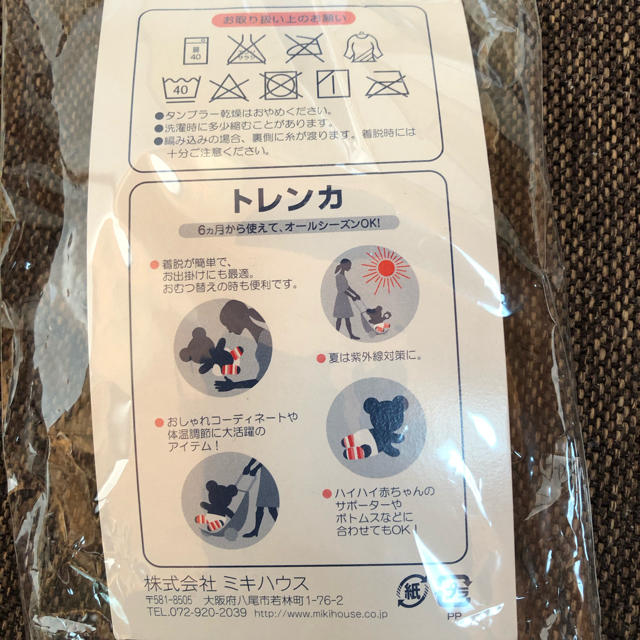 お取り扱い上のお願い
40
40
●タンブラー乾燥はおやめください。
●洗濯時に多少縮むことがあります。
●編み込みの場合、裏側に糸が渡ります。着脱時には
十分ご注意ください。
トレンカ
6ヵ月から使えて、オールシーズンOK!
●着脱が簡単で、
お出掛けにも最適。
おむつ替えの時も便利です。
●夏は紫外線対策に。
●おしゃれコーディネートや
体温調節に大活躍の
アイテム!
●ハイハイ赤ちゃんの
サポーターや
ボトムスなどに
合わせてもOK!
株式会社 ミキハウス
〒581-8505 大阪府八尾市若林町1-76-2
TEL.072-920-2039 http://www.mikihouse.co.jp
紙
プラ
PP